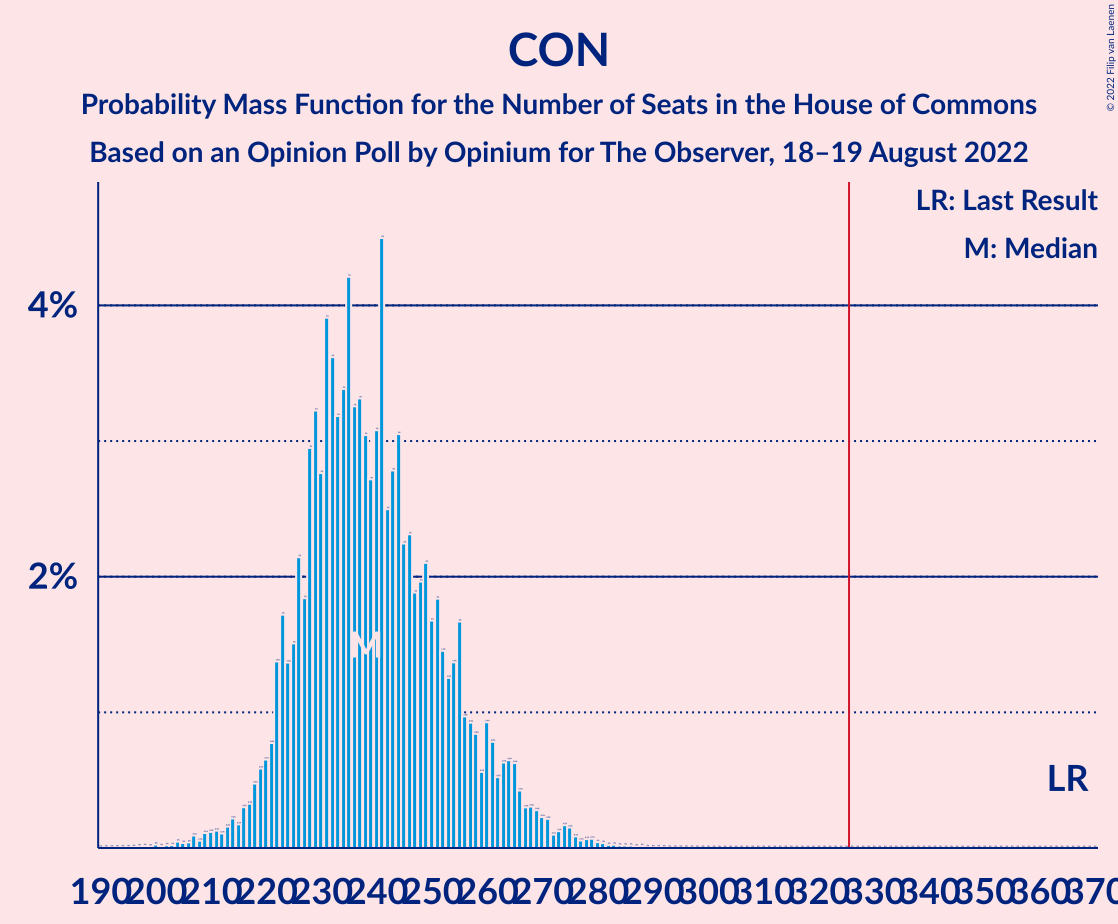 CON
Probability Mass Function for the Number of Seats in the House of Commons
Based on an Opinion Poll by Opinium for The Observer, 18–19 August 2022
© 2022 Filip van Laenen
LR: Last Result
M: Median
4%
2%
M
LR
190 200 210 220 230 240 250 260 270 280 290 300 310 320 330 340 350 360 370